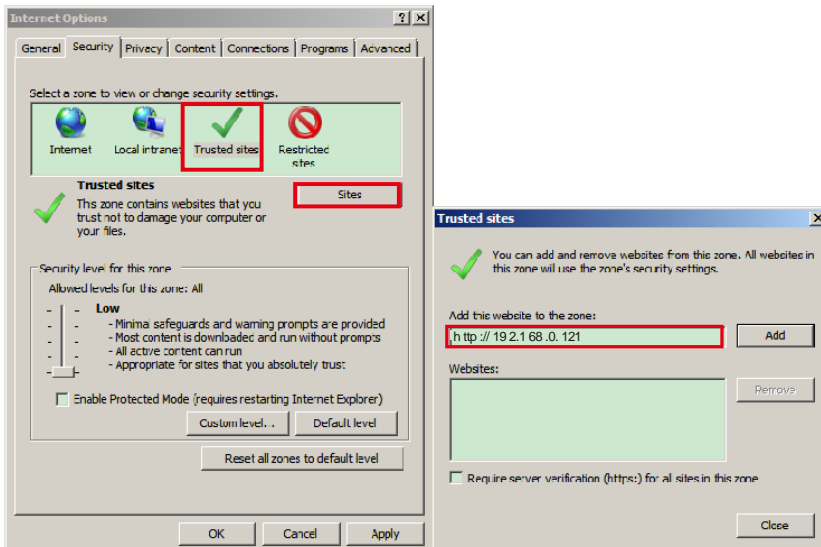 Internet Options
General Security Privacy Content Connections Programs Advanced
Select a zone to view or change security settings.
Internet Local intranet Trusted sites Restricted
sites
Trusted sites
This zone contains websites that you
trust not to damage your computer or
your files.
Sites
Security level for this zone
Allowed levels for this zone: All
Low
- Minimal safeguards and warning prompts are provided
- Most content is downloaded and run without prompts
- All active content can run
- Appropriate for sites that you absolutely trust
Enable Protected Mode (requires restarting Internet Explorer)
Custom level... Default level
Reset all zones to default level
OK Cancel Apply
Trusted sites
You can add and remove websites from this zone. All websites in
this zone will use the zone's security settings.
Add this website to the zone:
h ttp :// 19 2.1 68 .0. 121
Add
Websites:
Remove
Require server verification (https:) for all sites in this zone
Close